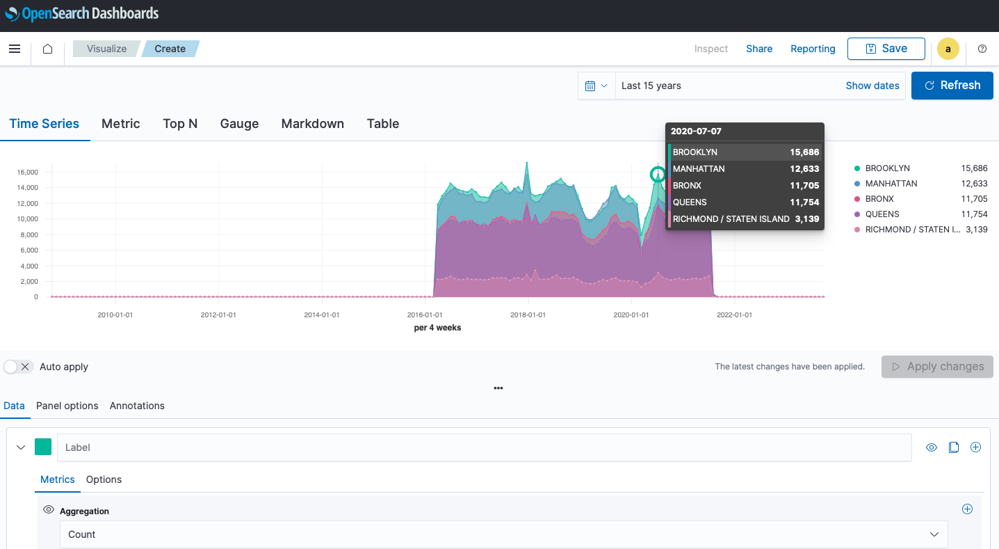 OpenSearch Dashboards
Visualize Create Inspect Share Reporting Save a
Last 15 years Show dates Refresh
Time Series Metric Top N Gauge Markdown Table
2020-07-07
BROOKLYN 15,686
MANHATTAN 12,633
BRONX 11,705
QUEENS 11,754
RICHMOND / STATEN ISLAND 3,139
16,000
14,000
12,000
10,000
8,000
6,000
4,000
2,000
0
2010-01-01 2012-01-01 2014-01-01 2016-01-01 2018-01-01 2020-01-01 2022-01-01
per 4 weeks
BROOKLYN 15,686
MANHATTAN 12,633
BRONX 11,705
QUEENS 11,754
RICHMOND / STATEN I... 3,139
Auto apply The latest changes have been applied. Apply changes
Data Panel options Annotations
Label
Metrics Options
Aggregation
Count